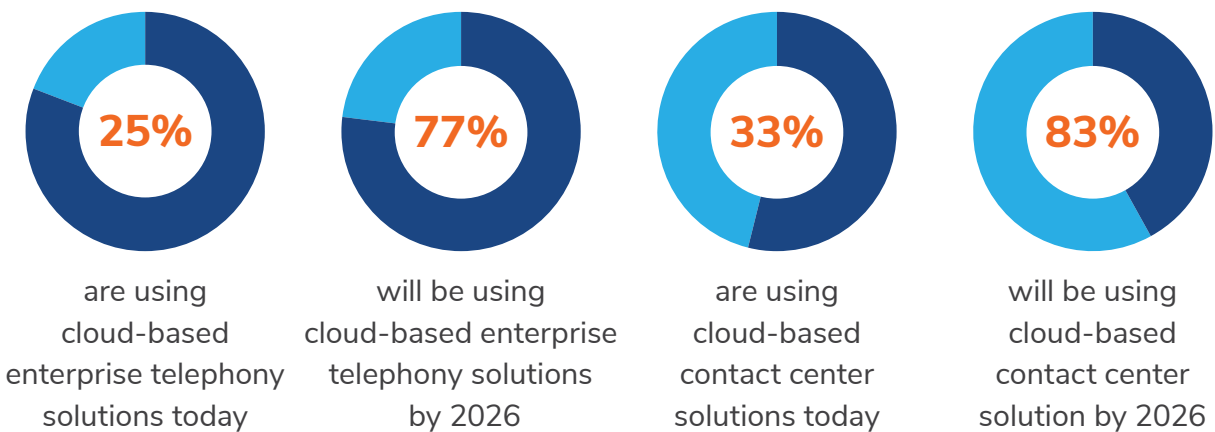 25%
are using
cloud-based
enterprise telephony
solutions today
77%
will be using
cloud-based enterprise
telephony solutions
by 2026
33%
are using
cloud-based
contact center
solutions today
83%
will be using
cloud-based
contact center
solution by 2026